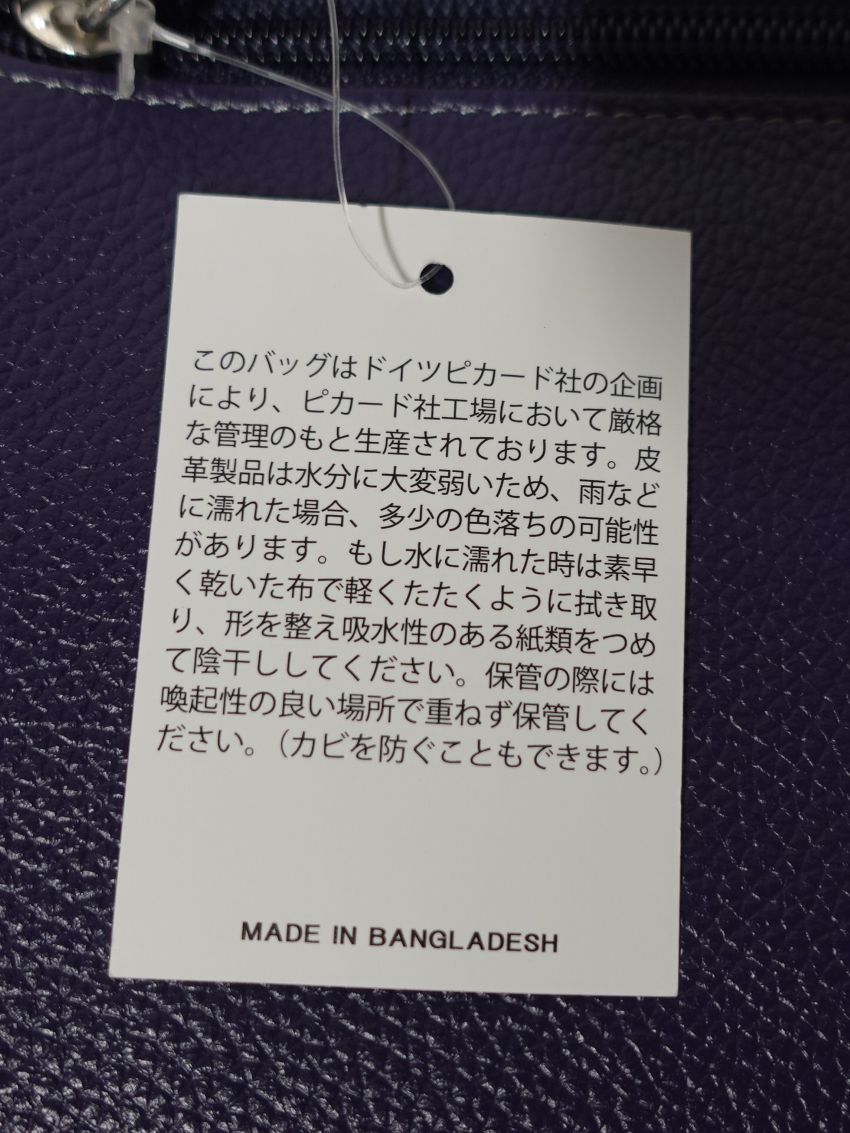 このバッグはドイツピカード社の企画
により、ピカード社工場において厳格
な管理のもと生産されております。皮
革製品は水分に大変弱いため、雨など
に濡れた場合、多少の色落ちの可能性
があります。もし水に濡れた時は素早
く乾いた布で軽くたたくように拭き取
り、形を整え吸水性のある紙類をつめ
て陰干ししてください。保管の際には
喚起性の良い場所で重ねず保管してく
ださい。（カビを防ぐこともできます。）
MADE IN BANGLADESH